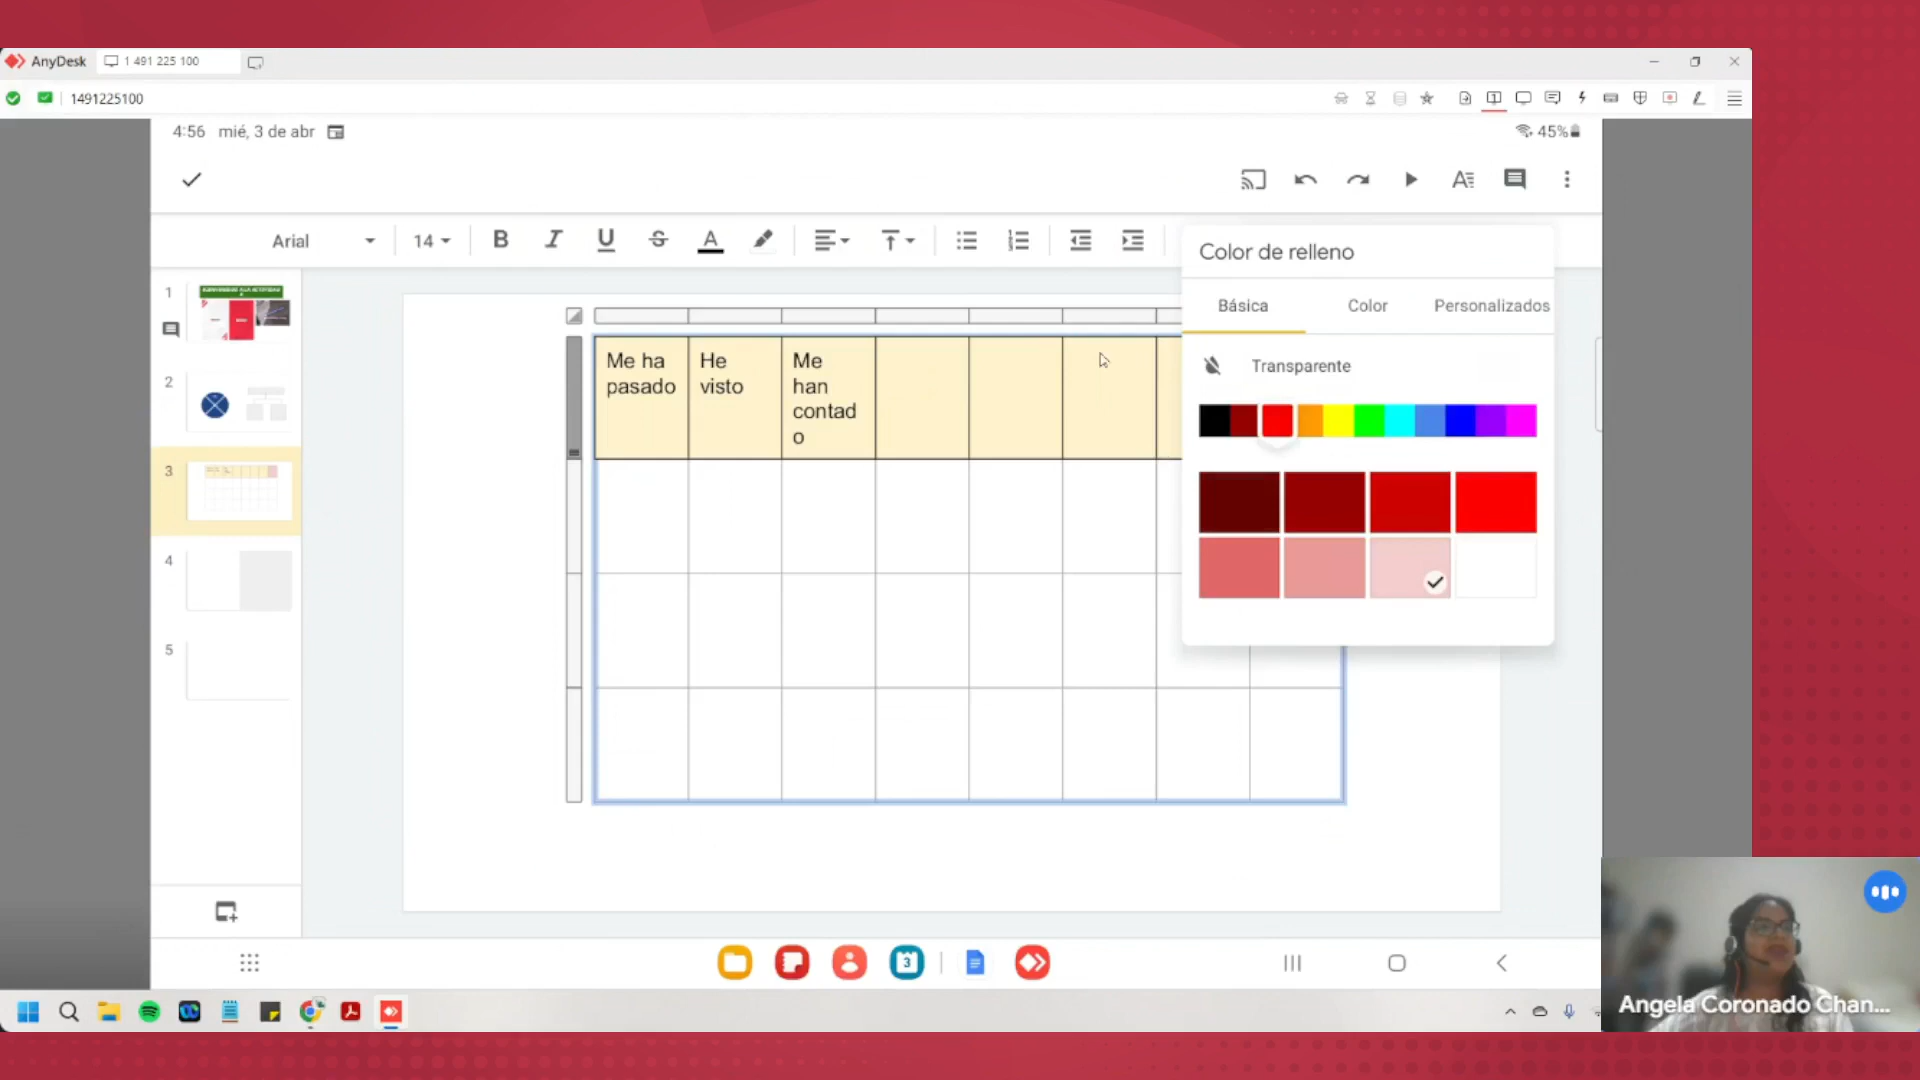 AnyDesk
1 491 225 100
1491225100
4:56 mié, 3 de abr
45%
Arial
14
B I U S A
Color de relleno
Básica
Color
Personalizados
Transparente
1
2
3
4
5
Me ha
pasado
He
visto
Me
han
contad
o
3
Angela Coronado Chan...